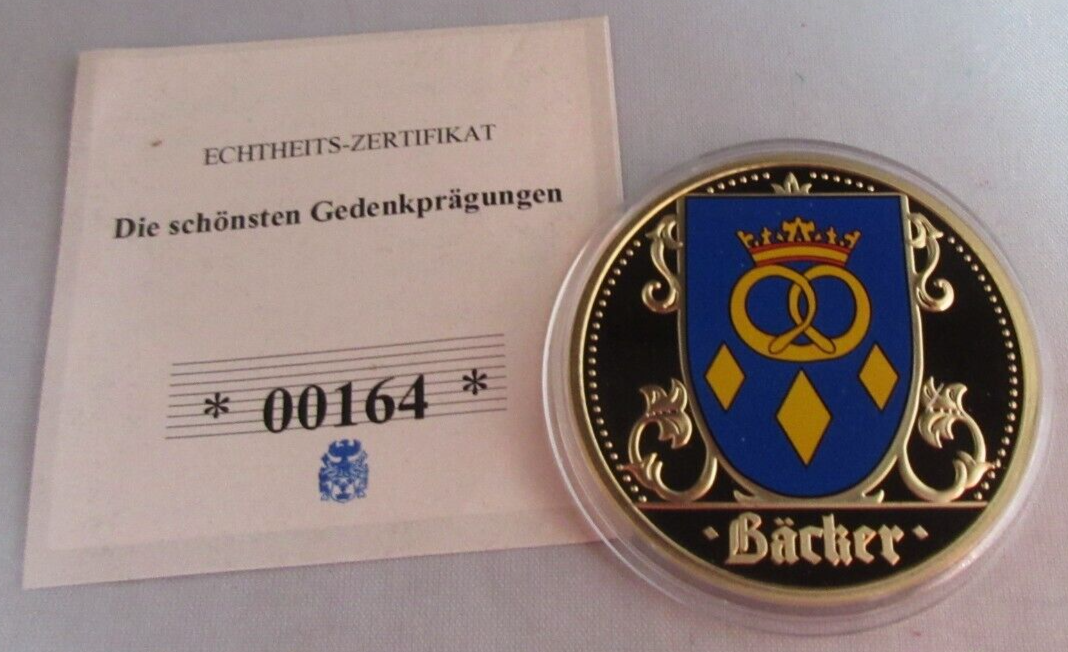 ECHTHEITS-ZERTIFIKAT
Die schönsten Gedenkprägungen
* 00164 *
· Bäcker ·